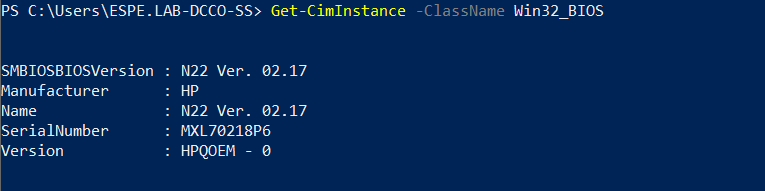 PS C:\Users\ESPE.LAB-DCCO-SS> Get-CimInstance -ClassName Win32_BIOS
SMBIOSBIOSVersion : N22 Ver. 02.17
Manufacturer      : HP
Name              : N22 Ver. 02.17
SerialNumber      : MXL70218P6
Version           : HPQOEM - 0